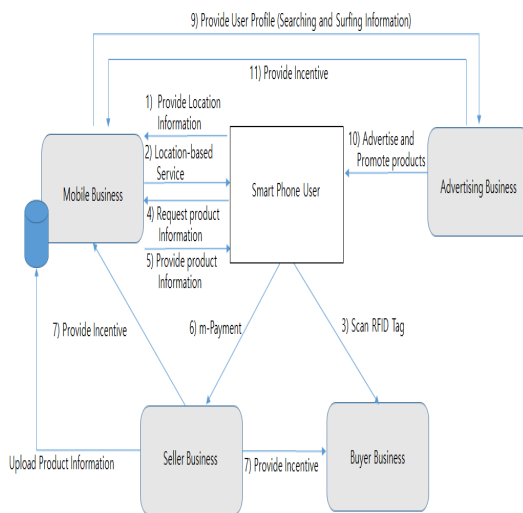 9) Provide User Profile (Searching and Surfing Information)
11) Provide Incentive
1) Provide Location
Information
2) Location-based
Service
Mobile Business
4) Request product
Information
5) Provide product
Information
Smart Phone User
10) Advertise and
Promote products
Advertising Business
7) Provide Incentive
6) m-Payment
3) Scan RFID Tag
Upload Product Information
Seller Business
7) Provide Incentive
Buyer Business